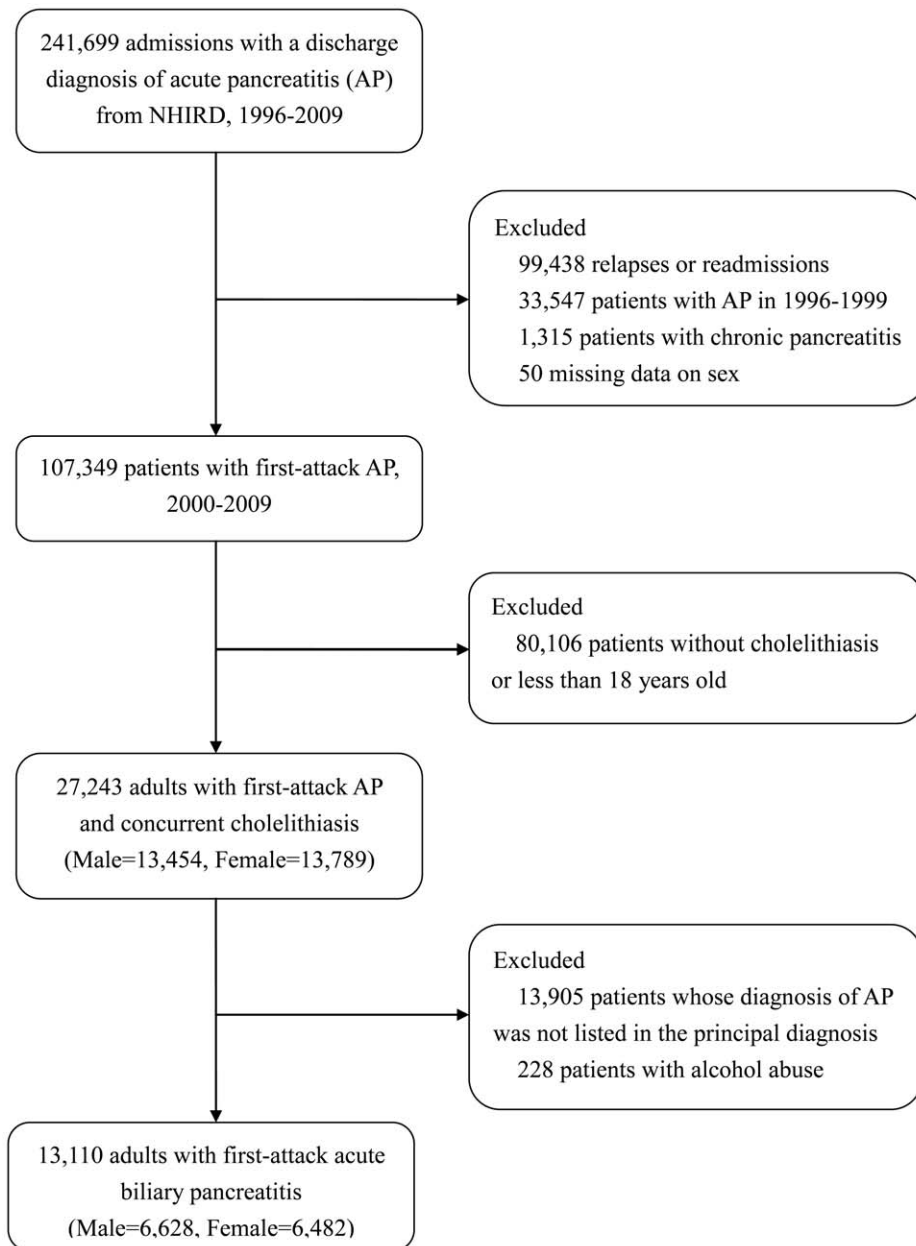 241,699 admissions with a discharge
diagnosis of acute pancreatitis (AP)
from NHIRD, 1996-2009
Excluded
99,438 relapses or readmissions
33,547 patients with AP in 1996-1999
1,315 patients with chronic pancreatitis
50 missing data on sex
107,349 patients with first-attack AP,
2000-2009
Excluded
80,106 patients without cholelithiasis
or less than 18 years old
27,243 adults with first-attack AP
and concurrent cholelithiasis
(Male=13,454, Female=13,789)
Excluded
13,905 patients whose diagnosis of AP
was not listed in the principal diagnosis
228 patients with alcohol abuse
13,110 adults with first-attack acute
biliary pancreatitis
(Male=6,628, Female=6,482)